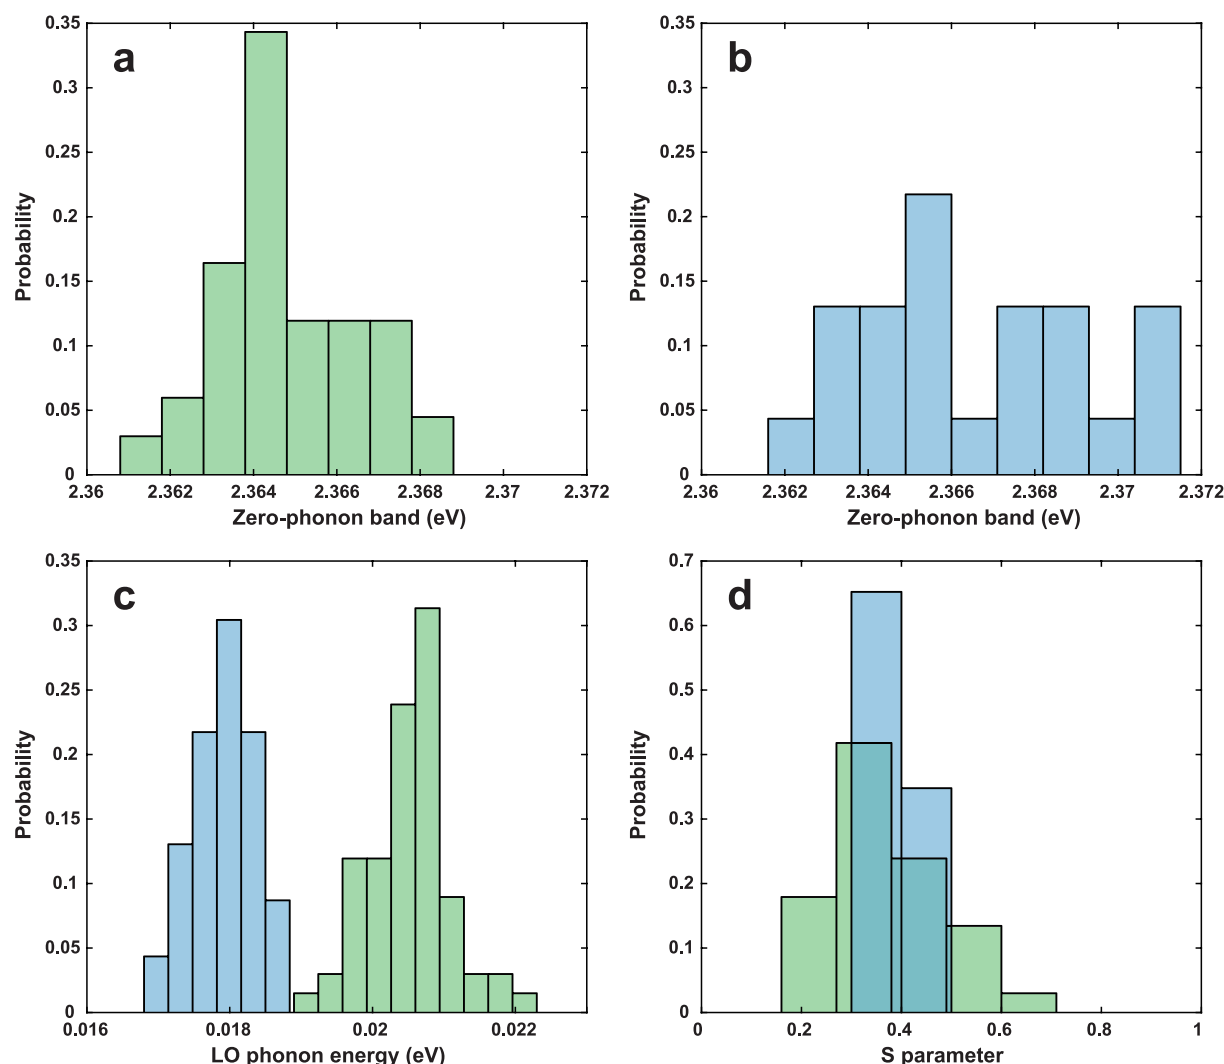 a
0.35
0.3
0.25
0.2
0.15
0.1
0.05
0
Probability
2.36 2.362 2.364 2.366 2.368 2.37 2.372
Zero-phonon band (eV)
b
0.35
0.3
0.25
0.2
0.15
0.1
0.05
0
Probability
2.36 2.362 2.364 2.366 2.368 2.37 2.372
Zero-phonon band (eV)
c
0.35
0.3
0.25
0.2
0.15
0.1
0.05
0
Probability
0.016 0.018 0.02 0.022
LO phonon energy (eV)
d
0.7
0.6
0.5
0.4
0.3
0.2
0.1
0
Probability
0 0.2 0.4 0.6 0.8 1
S parameter